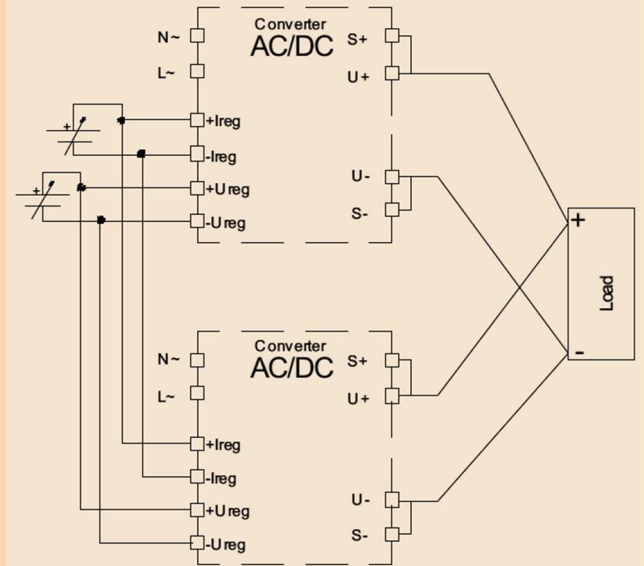 Converter
AC/DC
N~
S+
L~
U+
+Ireg
-Ireg
U-
+Ureg
S-
-Ureg
+
+
+
Load
-
Converter
AC/DC
N~
S+
L~
U+
+Ireg
-Ireg
U-
+Ureg
S-
-Ureg